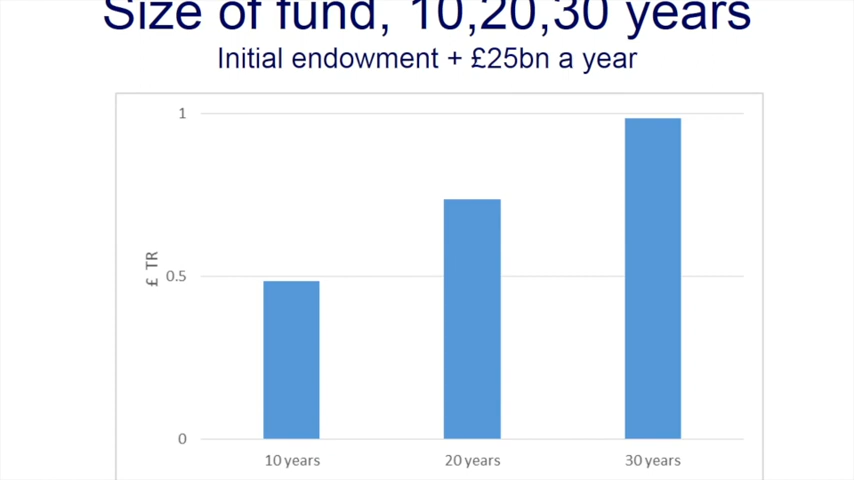 Size of fund, 10,20,30 years
Initial endowment + £25bn a year
1
£ TR
0.5
0
10 years
20 years
30 years